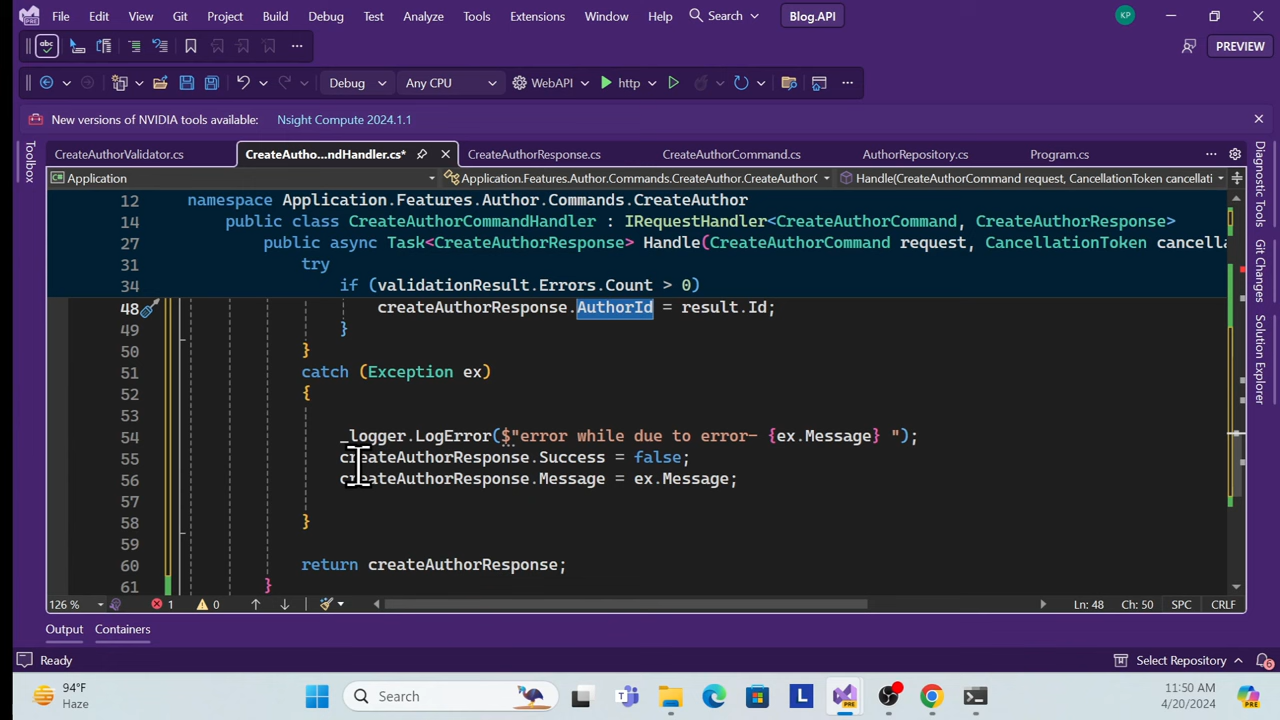 File Edit View Git Project Build Debug Test Analyze Tools Extensions Window Help Search Blog.API KP
PREVIEW
Debug Any CPU WebAPI http
New versions of NVIDIA tools available: Nsight Compute 2024.1.1
CreateAuthorValidator.cs CreateAutho...ndHandler.cs* CreateAuthorResponse.cs CreateAuthorCommand.cs AuthorRepository.cs Program.cs
Application Application.Features.Author.Commands.CreateAuthor.CreateAuthorC Handle(CreateAuthorCommand request, CancellationToken cancellati
12 namespace Application.Features.Author.Commands.CreateAuthor
14 public class CreateAuthorCommandHandler : IRequestHandler<CreateAuthorCommand, CreateAuthorResponse>
27 public async Task<CreateAuthorResponse> Handle(CreateAuthorCommand request, CancellationToken cancella
31 try
34 if (validationResult.Errors.Count > 0)
48 createAuthorResponse.AuthorId = result.Id;
49 }
50 }
51 catch (Exception ex)
52 {
53
54 _logger.LogError($"error while due to error- {ex.Message} ");
55 createAuthorResponse.Success = false;
56 createAuthorResponse.Message = ex.Message;
57
58 }
59
60 return createAuthorResponse;
61 }
126 % 1 0 Ln: 48 Ch: 50 SPC CRLF
Output Containers
Ready Select Repository 6
Toolbox
Diagnostic Tools
Git Changes
Solution Explorer
94°F
Haze
Search
L
PRE
11:50 AM
4/20/2024
PRE